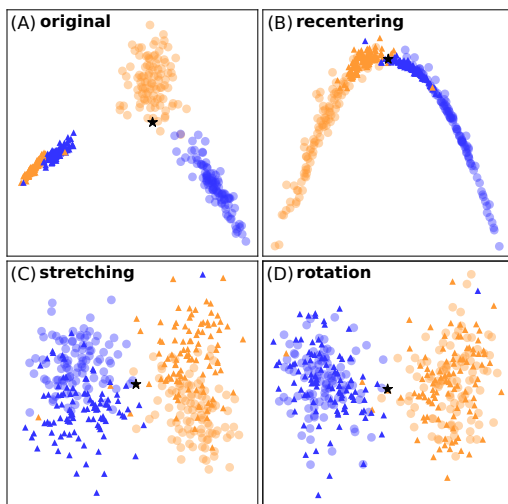 (A) original
(B) recentering
(C) stretching
(D) rotation